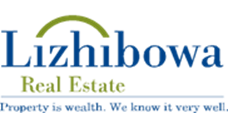 Lizhibowa
Real Estate
Property is wealth. We know it very well.